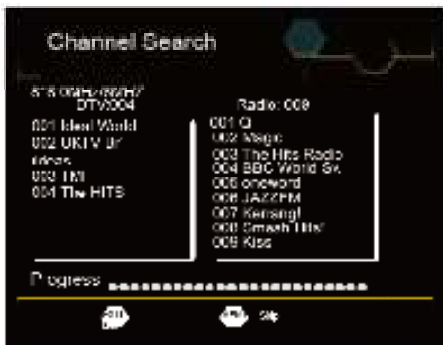 Channel Search
DTV:004
001 Ideal World
002 UKTV Br
Ideas
003 TMF
004 The HITS
Radio: 009
001 Q
002 Magic
003 The Hits Radio
004 BBC World Sv.
005 oneword
006 JAZZFM
007 Kerrang!
008 Smash Hits!
009 Kiss
Progress
Skip